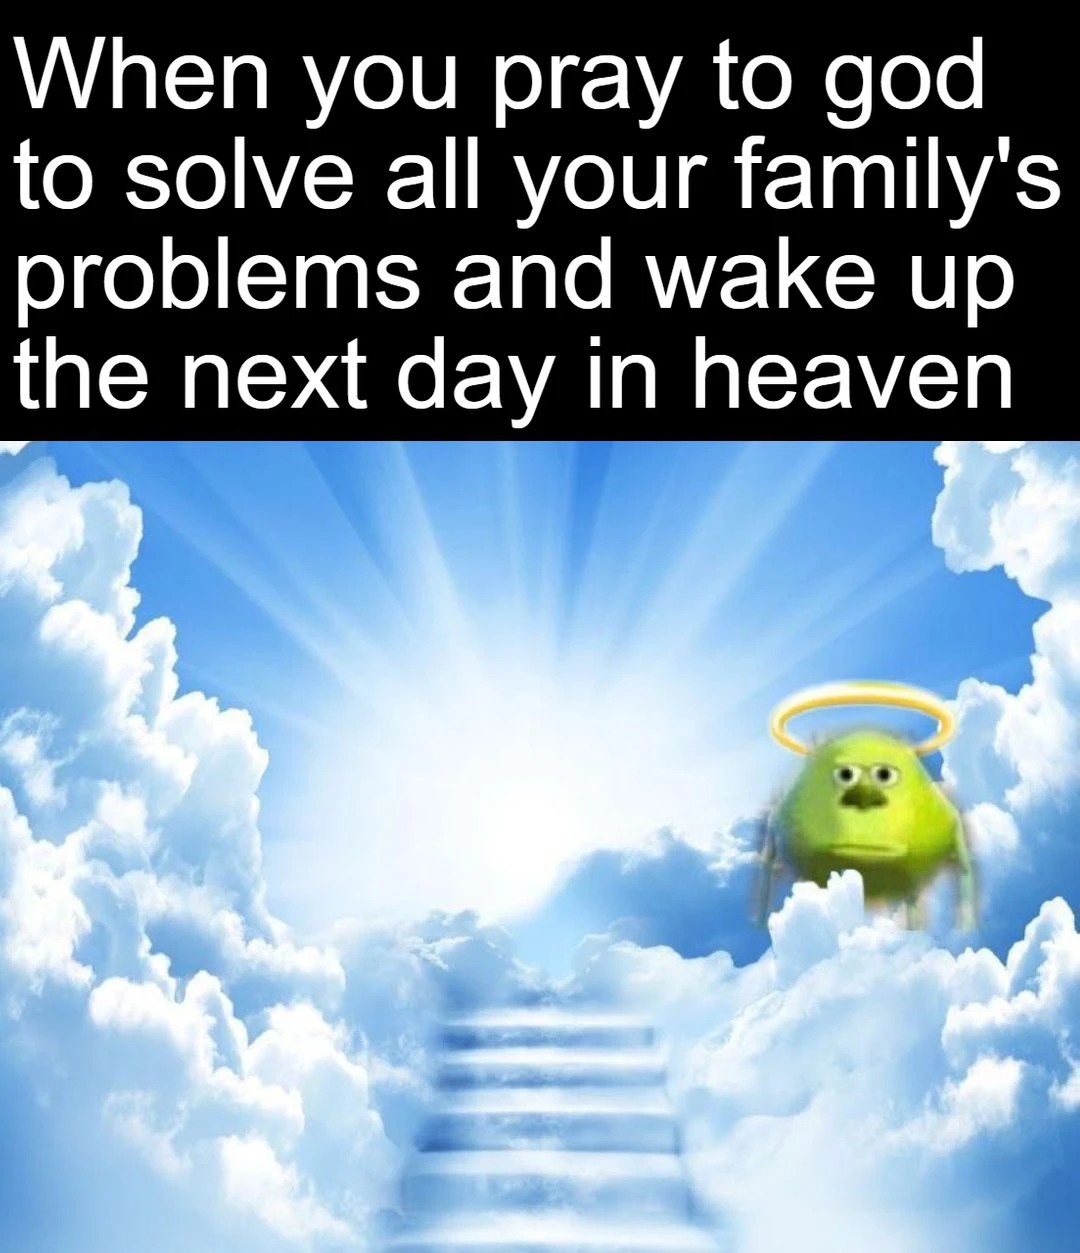 When you pray to god
to solve all your family's
problems and wake up
the next day in heaven